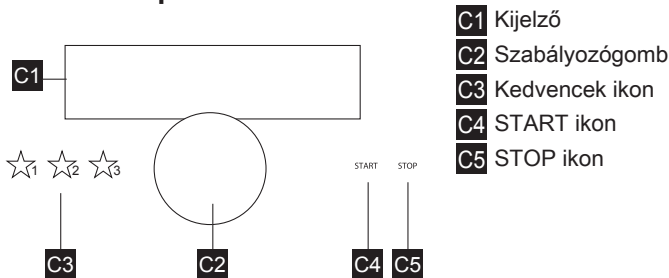 C1 Kijelző
C2 Szabályozógomb
C3 Kedvencek ikon
C4 START ikon
C5 STOP ikon
C1
1 2 3
START STOP
C3 C2 C4 C5